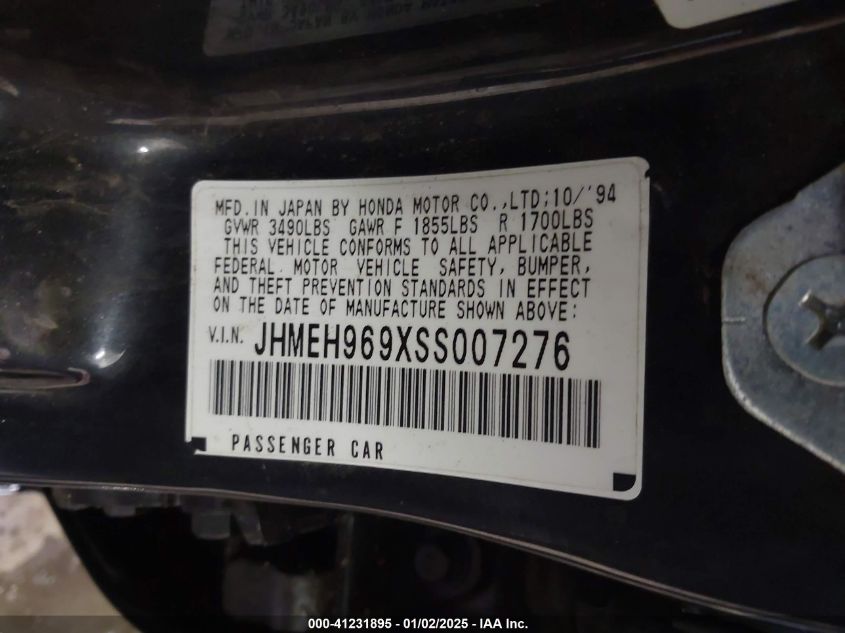 MFD. IN JAPAN BY HONDA MOTOR CO.,LTD;10/'94
GVWR 3490LBS GAWR F 1855LBS R 1700LBS
THIS VEHICLE CONFORMS TO ALL APPLICABLE
FEDERAL MOTOR VEHICLE SAFETY, BUMPER,
AND THEFT PREVENTION STANDARDS IN EFFECT
ON THE DATE OF MANUFACTURE SHOWN ABOVE:
V.I.N. JHMEH969XSS007276
PASSENGER CAR
000-41231895 - 01/02/2025 - IAA Inc.